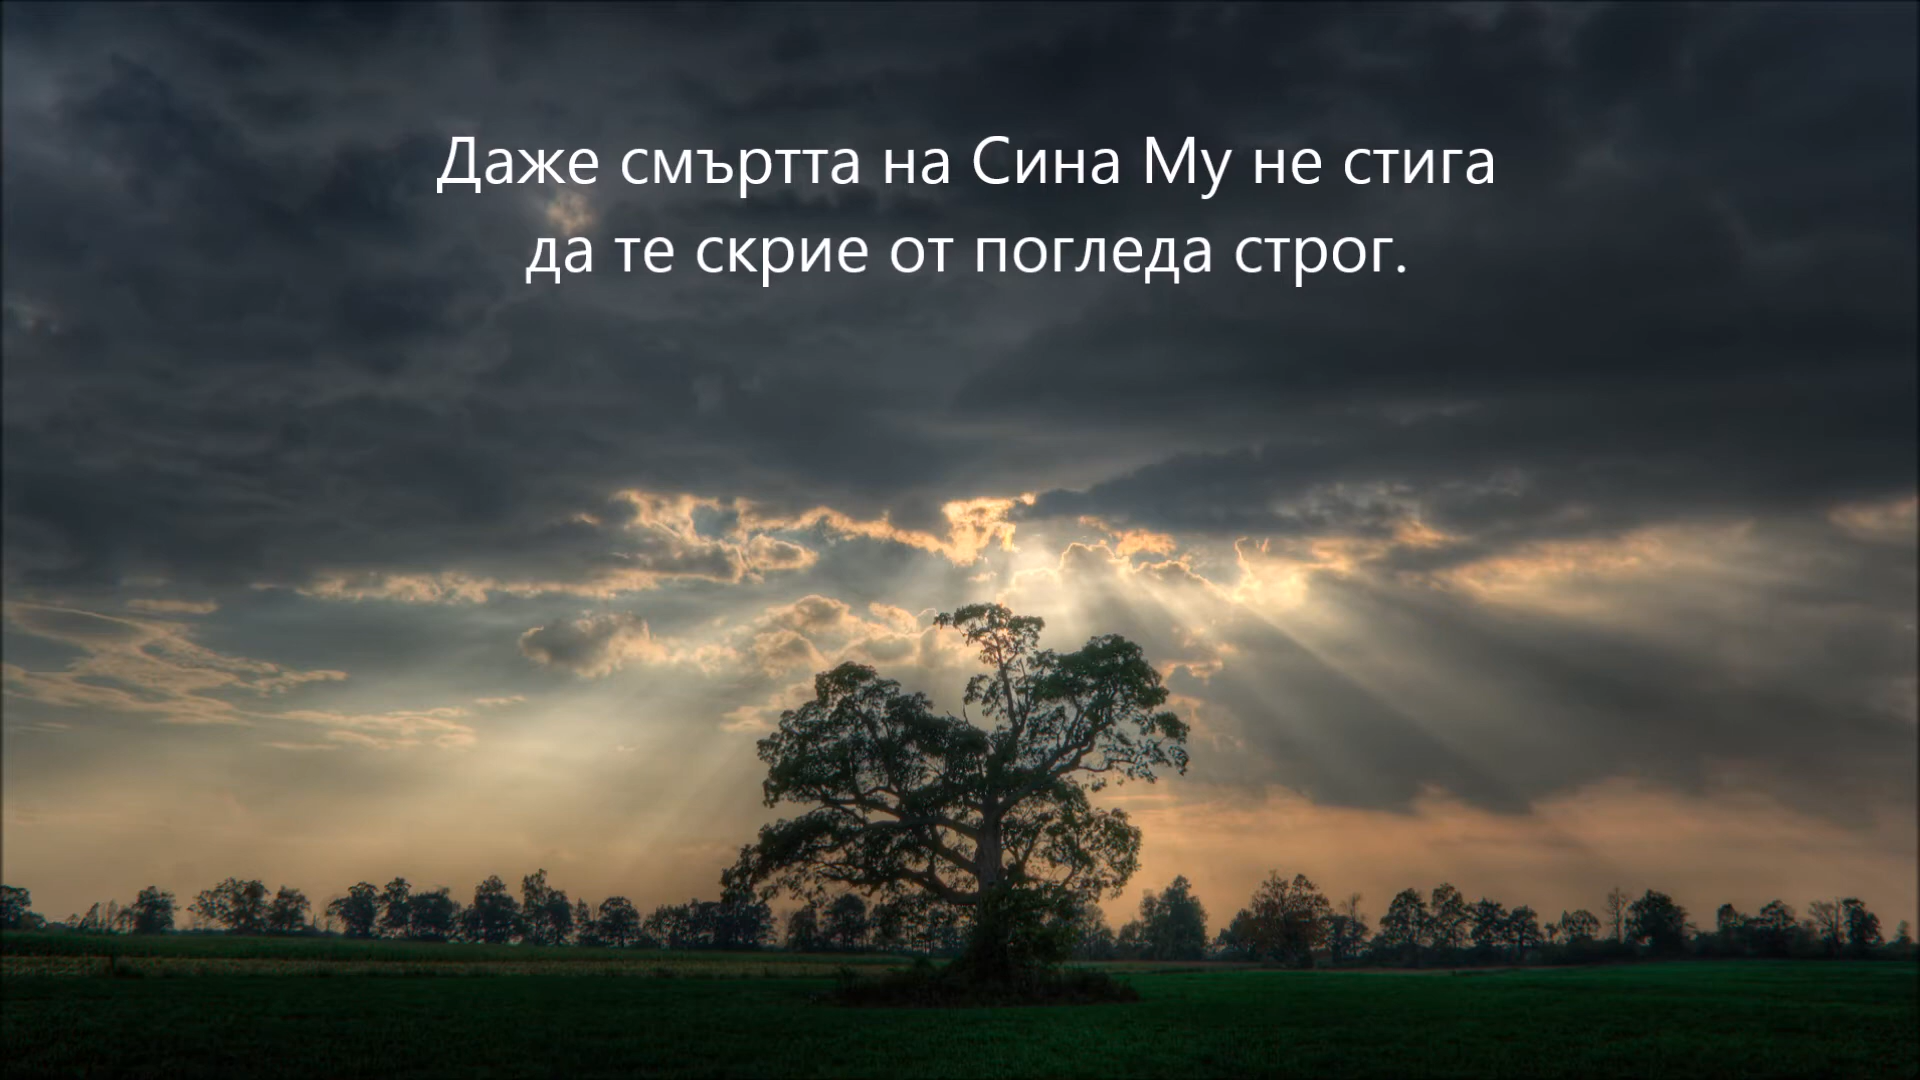 Даже смъртта на Сина Му не стига
да те скрие от погледа строг.